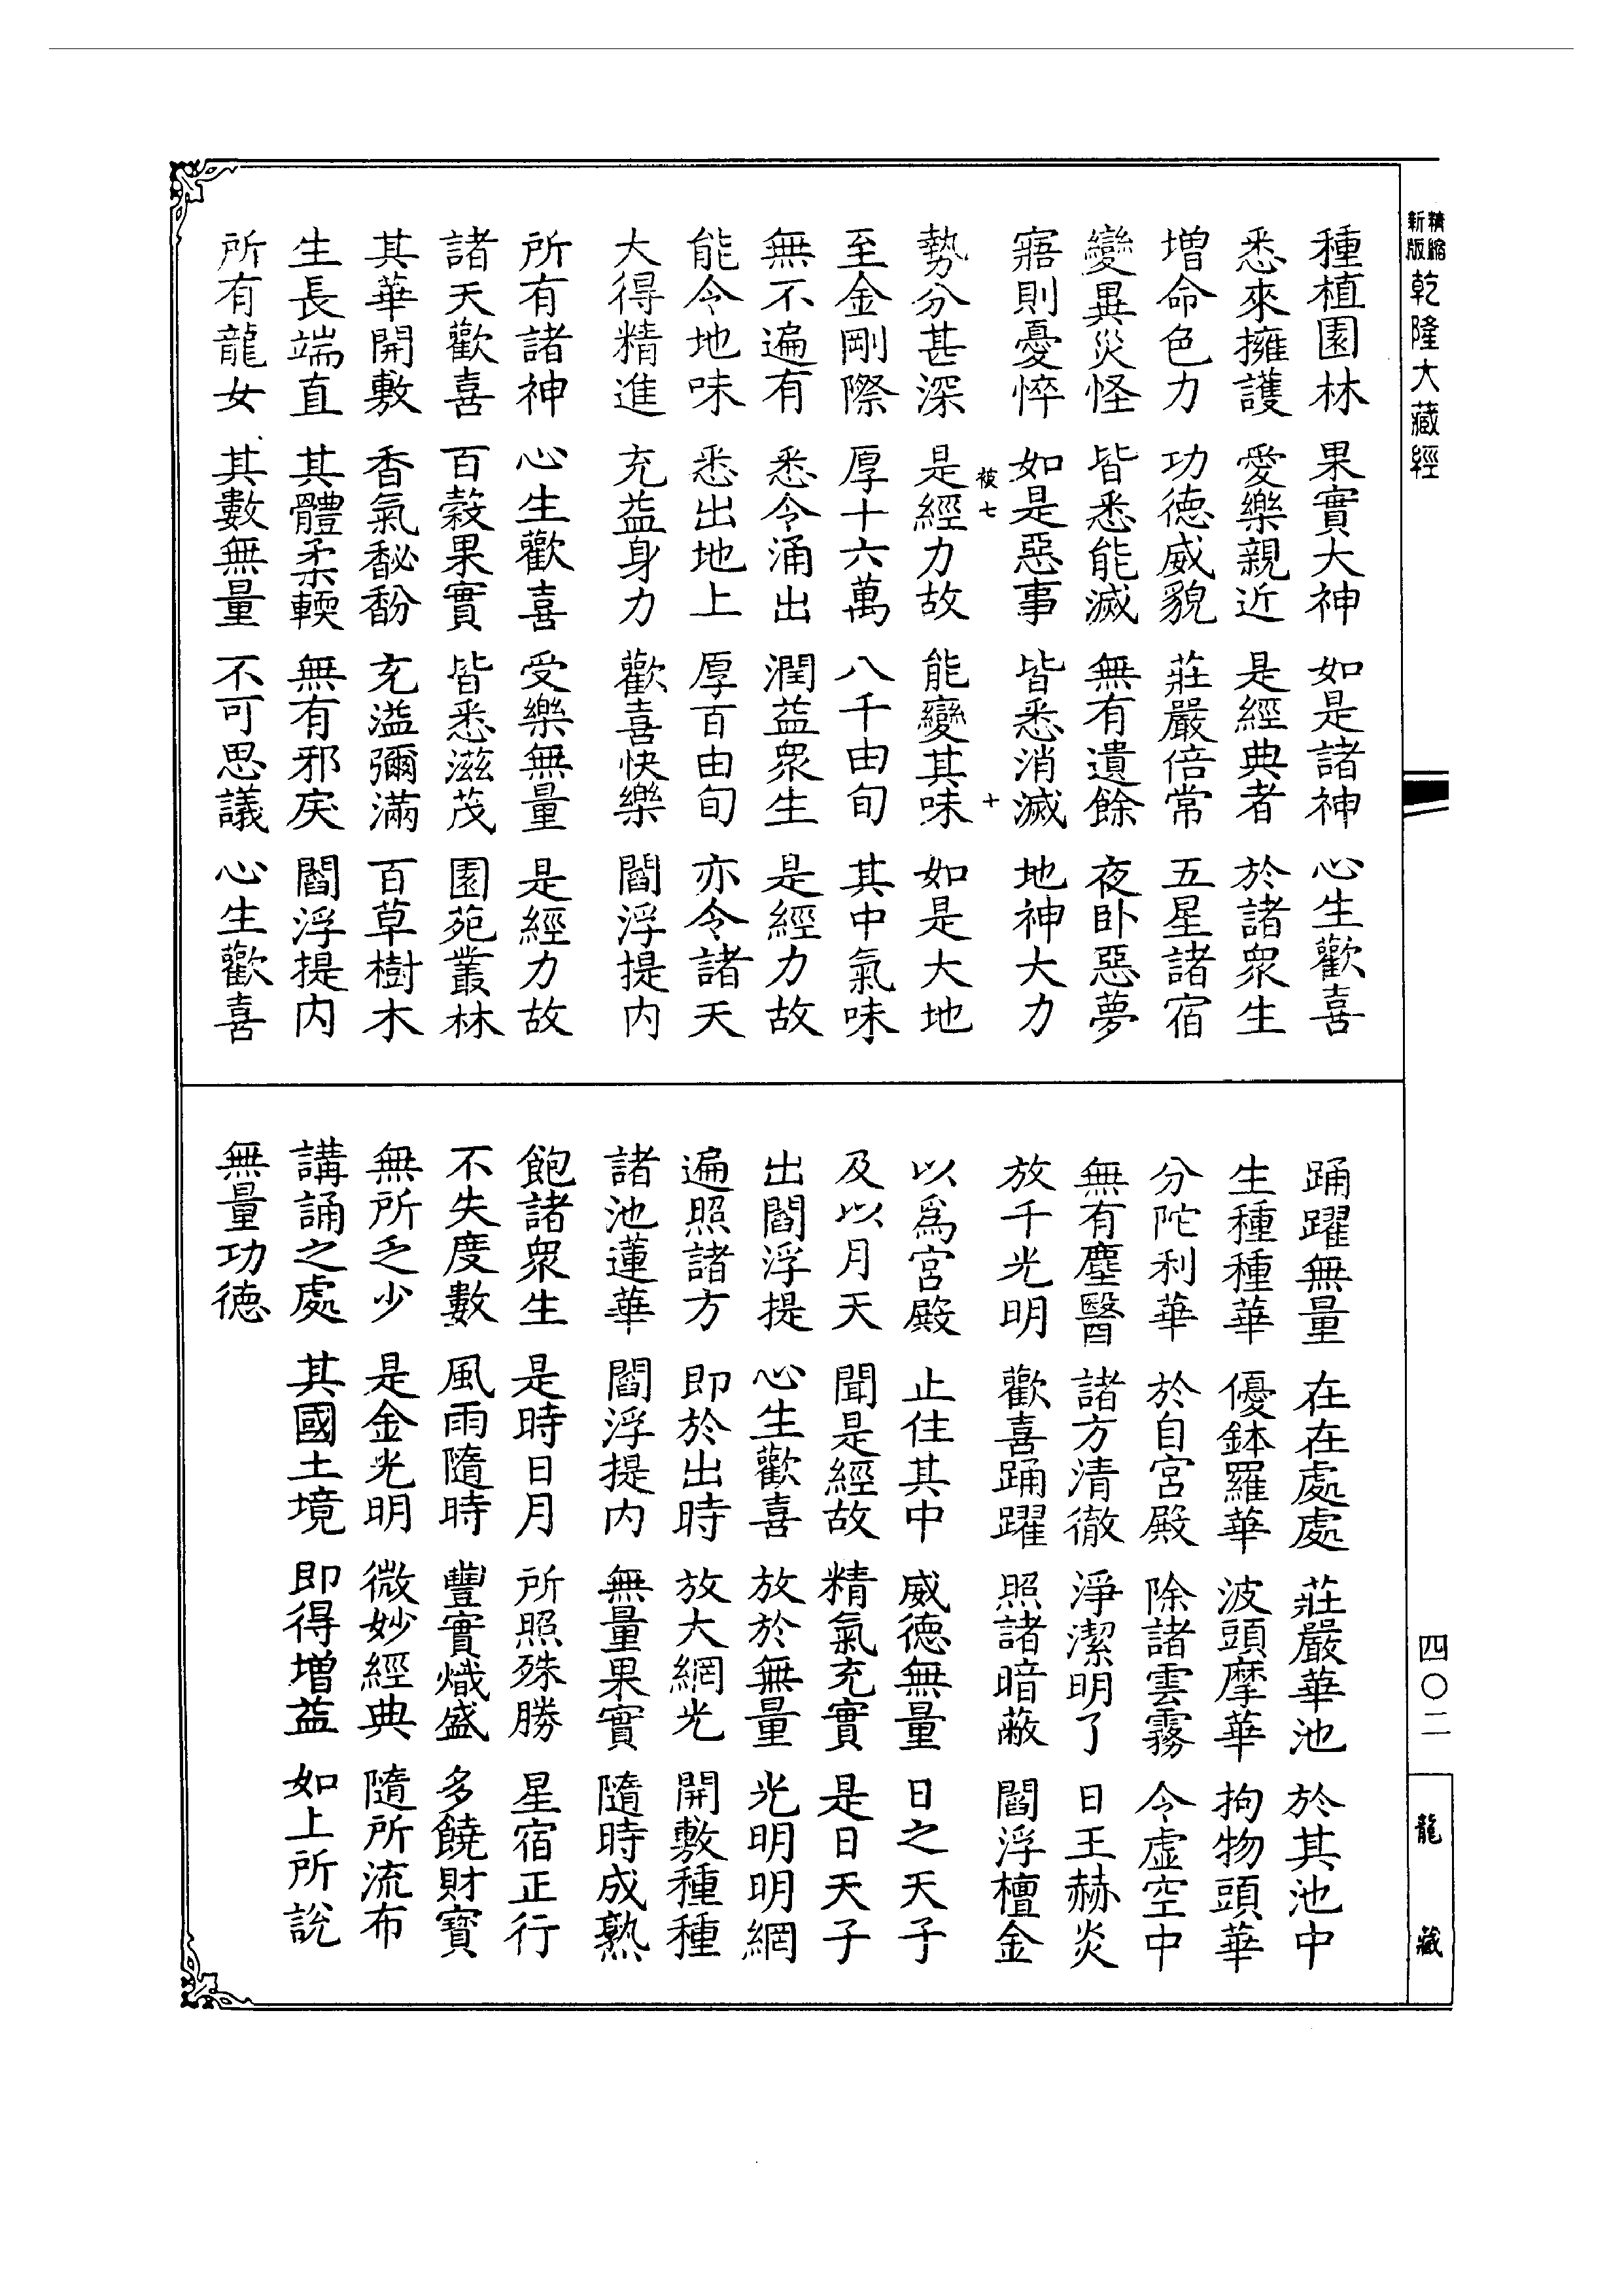 精縮新版乾隆大藏經
種植園林 果實大神 如是諸神 心生歡喜
悉來擁護 愛樂親近 是經典者 於諸眾生
增命色力 功德威貌 莊嚴倍常 五星諸宿
變異災怪 皆悉能滅 無有遺餘 夜卧惡夢
寤則憂悴 如是惡事 皆悉消滅 地神大力
被七 十
勢分甚深 是經力故 能變其味 如是大地
至金剛際 厚十六萬 八千由旬 其中氣味
無不遍有 悉令涌出 潤益眾生 是經力故
能令地味 悉出地上 厚百由旬 亦令諸天
大得精進 充益身力 歡喜快樂 閻浮提内
所有諸神 心生歡喜 受樂無量 是經力故
諸天歡喜 百穀果實 皆悉滋茂 園苑叢林
其華開敷 香氣馝馚 充溢彌滿 百草樹木
生長端直 其體柔輭 無有邪戾 閻浮提内
所有龍女 其數無量 不可思議 心生歡喜
踊躍無量 在在處處 莊嚴華池 於其池中
生種種華 優鉢羅華 波頭摩華 拘物頭華
分陀利華 於自宮殿 除諸雲霧 令虛空中
無有塵翳 諸方清徹 淨潔明了 日王赫炎
放千光明 歡喜踊躍 照諸暗蔽 閻浮檀金
以為宮殿 止住其中 威德無量 日之天子
及以月天 聞是經故 精氣充實 是日天子
出閻浮提 心生歡喜 放於無量 光明明網
遍照諸方 即於出時 放大網光 開敷種種
諸池蓮華 閻浮提内 無量果實 隨時成熟
飽諸眾生 是時日月 所照殊勝 星宿正行
不失度數 風雨隨時 豐實熾盛 多饒財寶
無所乏少 是金光明 微妙經典 隨所流布
講誦之處 其國土境 即得增益 如上所說
無量功德
四〇二
龍藏